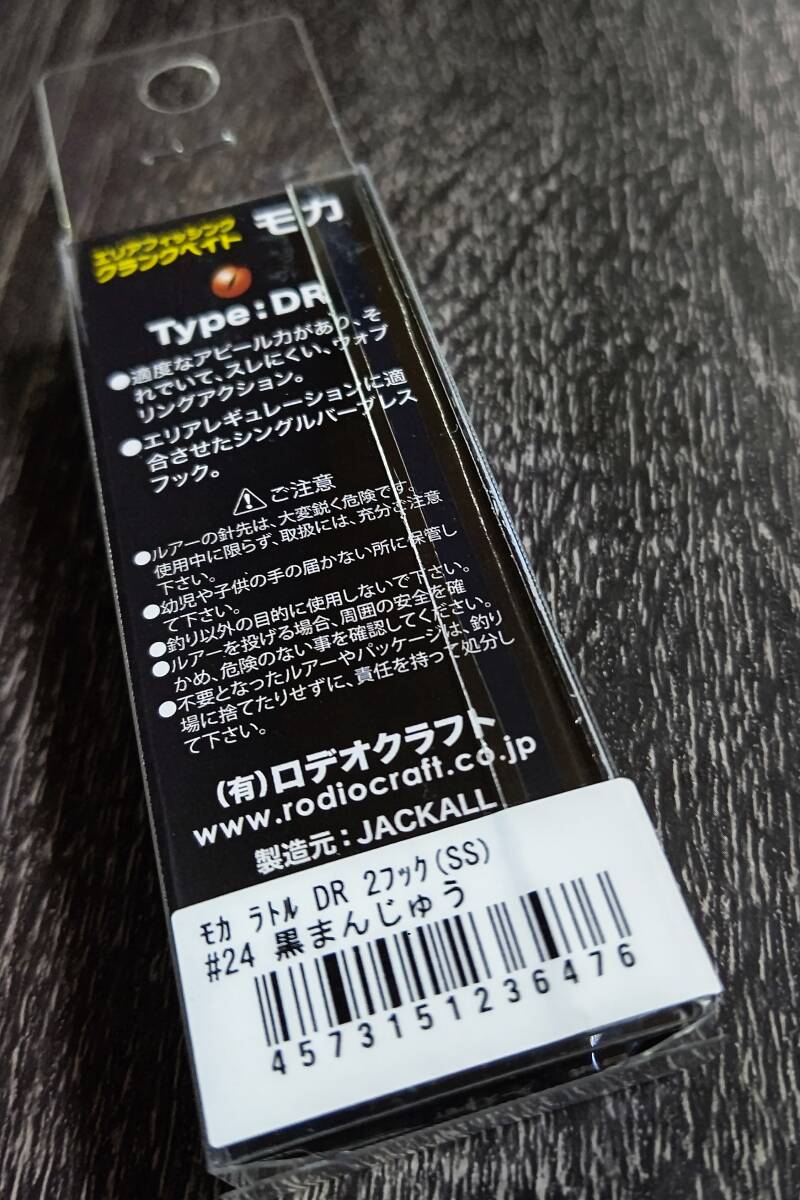 エリアフィッシング
クランクベイト
モカ
Type:DR
●適度なアピール力があり、そ
れでいて、スレにくい、ウォブ
リングアクション。
●エリアレギュレーションに適
合させたシングルバーブレス
フック。
ご注意
●ルアーの針先は、大変鋭く危険です。
使用中に限らず、取扱には、充分ご注意
下さい。
●幼児や子供の手の届かない所に保管し
て下さい。
●釣り以外の目的に使用しないで下さい。
●ルアーを投げる場合、周囲の安全を確
かめ、危険のない事を確認してください。
●不要となったルアーやパッケージは、釣り
場に捨てたりせずに、責任を持って処分し
て下さい。
(有)ロデオクラフト
www.rodiocraft.co.jp
製造元:JACKALL
モカ ラトル DR 2フック(SS)
#24 黒まんじゅう
4573151236476